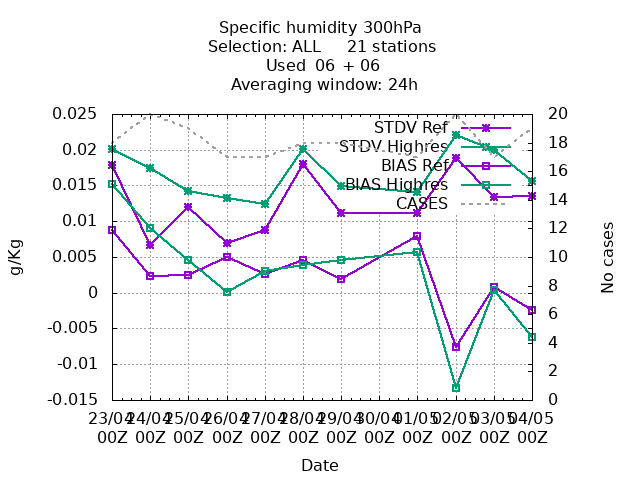 Specific humidity 300hPa
Selection: ALL 21 stations
Used 06 + 06
Averaging window: 24h
0.025
0.02
0.015
0.01
0.005
0
-0.005
-0.01
-0.015
g/Kg
STDV Ref
STDV Highres
BIAS Ref
BIAS Highres
CASES
20
18
16
14
12
10
8
6
4
2
0
No cases
23/04 24/04 25/04 26/04 27/04 28/04 29/04 30/04 01/05 02/05 03/05 04/05
00Z 00Z 00Z 00Z 00Z 00Z 00Z 00Z 00Z 00Z 00Z 00Z
Date